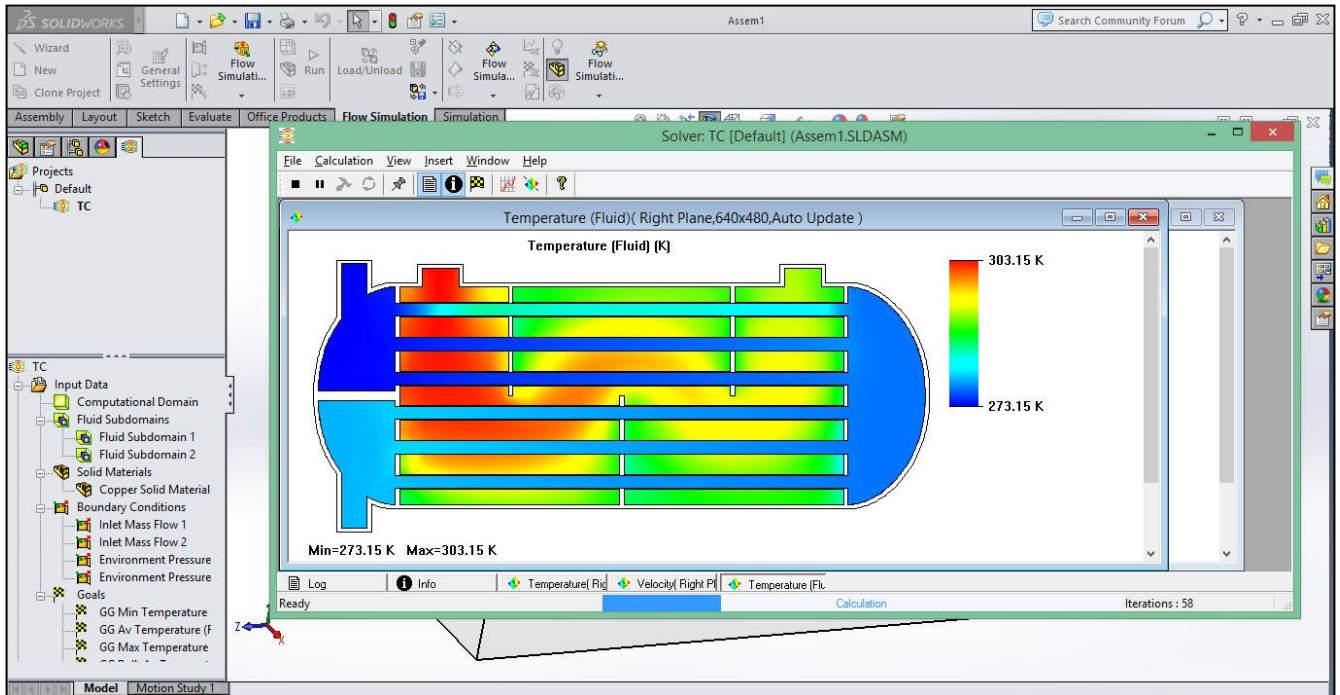 SOLIDWORKS
Assem1
Search Community Forum
Wizard
New
Clone Project
General Settings
Flow Simulati...
Run
Load/Unload
Flow Simula...
Flow Simulati...
Assembly Layout Sketch Evaluate Office Products Flow Simulation Simulation
Projects
Default
TC
TC
Input Data
Computational Domain
Fluid Subdomains
Fluid Subdomain 1
Fluid Subdomain 2
Solid Materials
Copper Solid Material
Boundary Conditions
Inlet Mass Flow 1
Inlet Mass Flow 2
Environment Pressure
Environment Pressure
Goals
GG Min Temperature
GG Av Temperature (F
GG Max Temperature
Solver: TC [Default] (Assem1.SLDASM)
File Calculation View Insert Window Help
Temperature (Fluid)( Right Plane,640x480,Auto Update )
Temperature (Fluid) (K)
303.15 K
273.15 K
Min=273.15 K Max=303.15 K
Log Info Temperature( Rig Velocity( Right Pl Temperature (Flu
Ready Calculation Iterations : 58
Z X
Model Motion Study 1